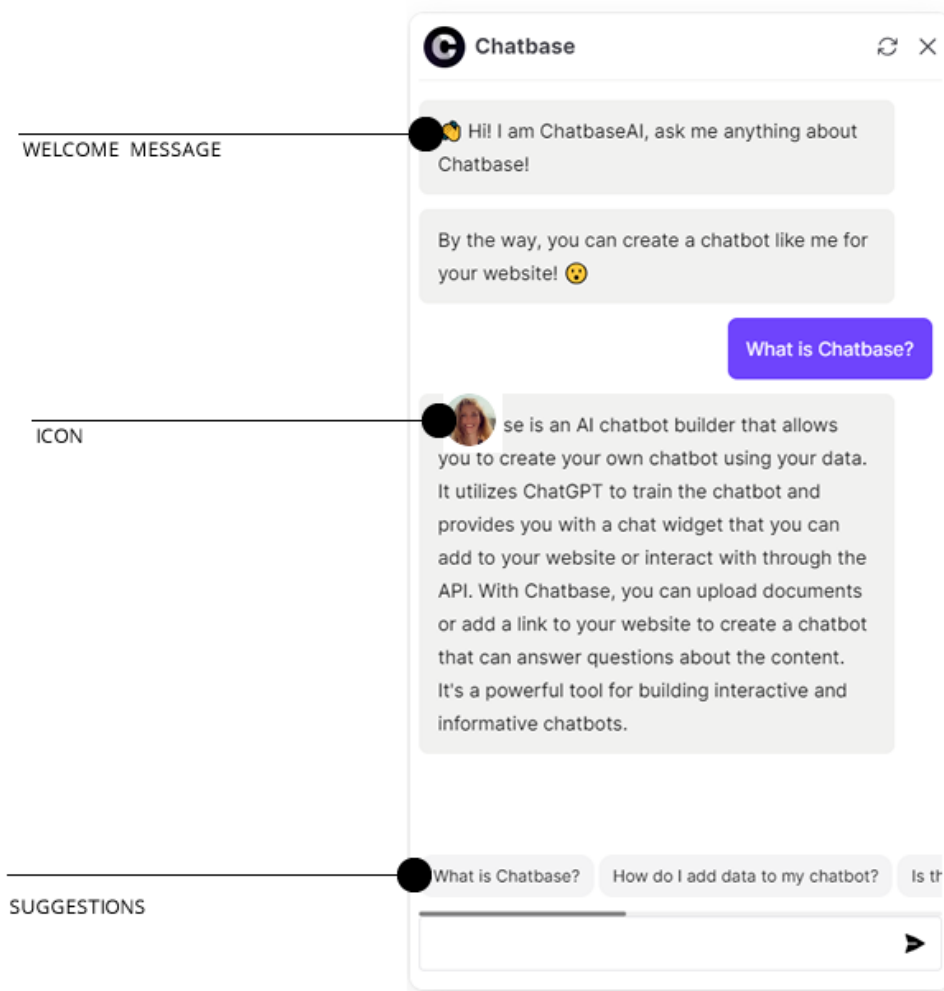 Chatbase
Hi! I am ChatbaseAI, ask me anything about
Chatbase!
WELCOME MESSAGE
By the way, you can create a chatbot like me for
your website!
What is Chatbase?
ICON
se is an AI chatbot builder that allows
you to create your own chatbot using your data.
It utilizes ChatGPT to train the chatbot and
provides you with a chat widget that you can
add to your website or interact with through the
API. With Chatbase, you can upload documents
or add a link to your website to create a chatbot
that can answer questions about the content.
It's a powerful tool for building interactive and
informative chatbots.
What is Chatbase? How do I add data to my chatbot? Is
SUGGESTIONS